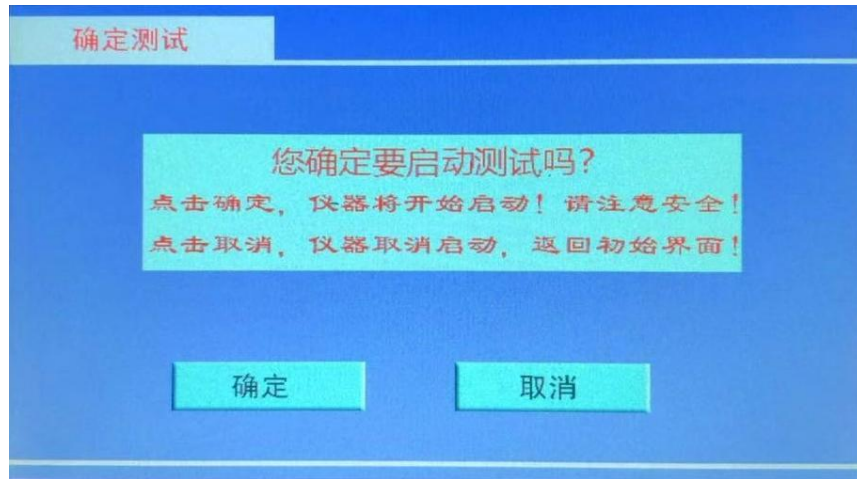 确定测试
您确定要启动测试吗?
点击确定，仪器将开始启动！请注意安全！
点击取消，仪器取消启动，返回初始界面！
确定
取消